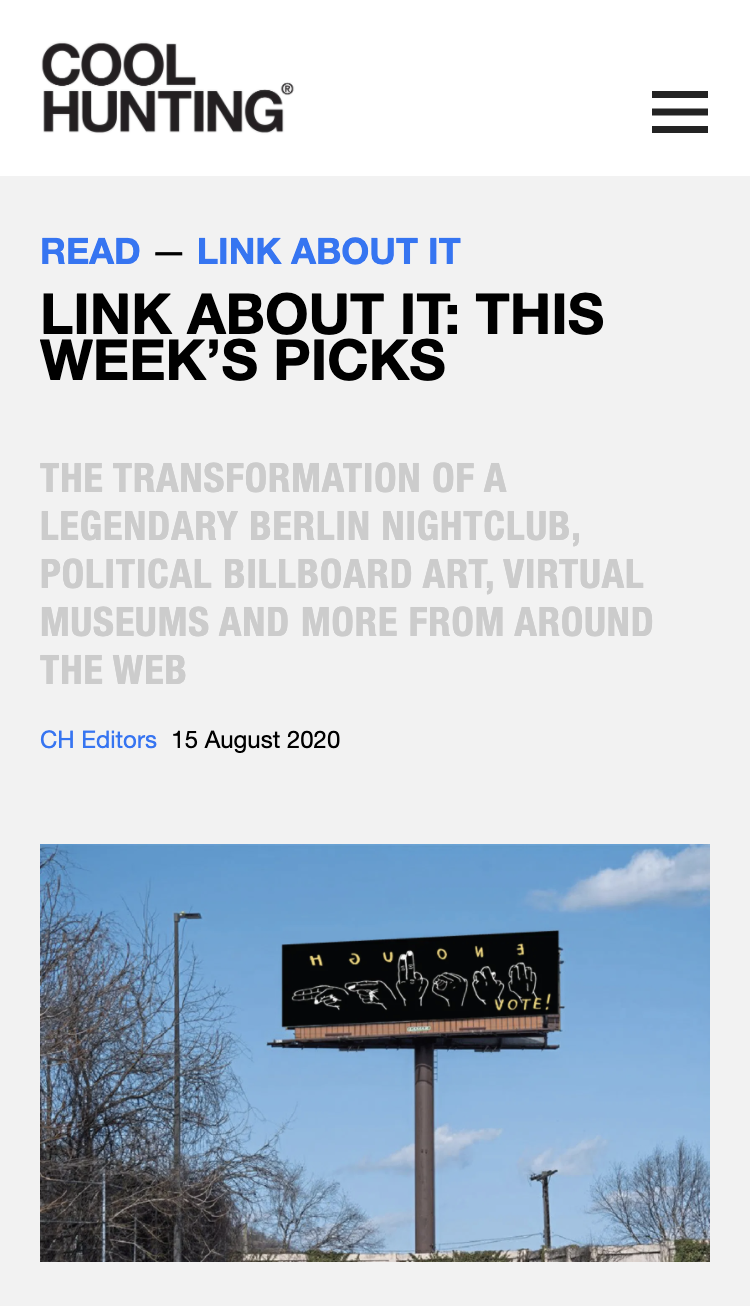 COOL
HUNTING®
READ — LINK ABOUT IT
LINK ABOUT IT: THIS
WEEK’S PICKS
THE TRANSFORMATION OF A
LEGENDARY BERLIN NIGHTCLUB,
POLITICAL BILLBOARD ART, VIRTUAL
MUSEUMS AND MORE FROM AROUND
THE WEB
CH Editors 15 August 2020
H G U O N E
VOTE!